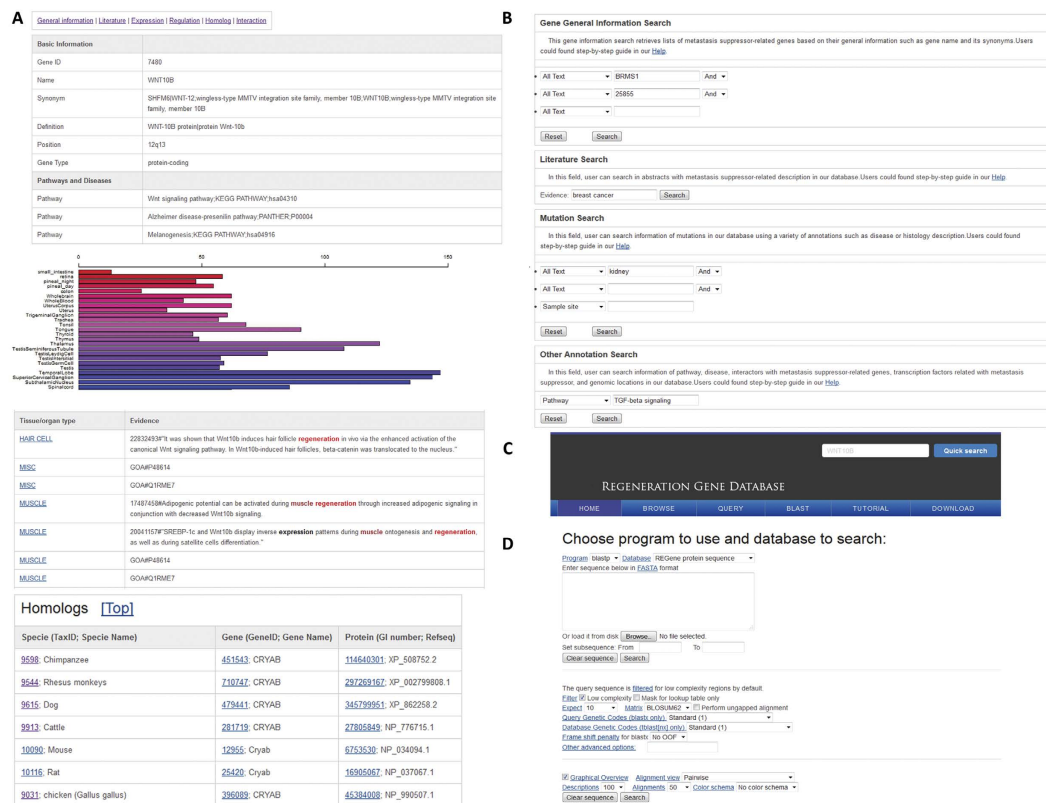 A
General information | Literature | Expression | Regulation | Homolog | Interaction
Basic Information
Gene ID 7480
Name WNT10B
Synonym SHFM6|WNT-12;wingless-type MMTV integration site family, member 10B;WNT10B;wingless-type MMTV integration site
family, member 10B
Definition WNT-10B protein|protein Wnt-10b
Position 12q13
Gene Type protein-coding
Pathways and Diseases
Pathway Wnt signaling pathway;KEGG PATHWAY;hsa04310
Pathway Alzheimer disease-presenilin pathway;PANTHER;P00004
Pathway Melanogenesis;KEGG PATHWAY;hsa04916
0 50 100 150
small_intestine
retina
pineal_night
pineal_day
colon
Wholebrain
WholeBlood
UterusCorpus
Uterus
TrigeminalGanglion
Trachea
Tonsil
Tongue
Thyroid
Thymus
Thalamus
TestisSeminiferousTubule
TestisLeydigCell
TestisIntersitial
TestisGermCell
Testis
TemporalLobe
SuperiorCervicalGanglion
SubthalamicNucleus
Spinalcord
Tissue/organ type Evidence
HAIR CELL 22832493#"It was shown that Wnt10b induces hair follicle regeneration in vivo via the enhanced activation of the
canonical Wnt signaling pathway. In Wnt10b-induced hair follicles, beta-catenin was translocated to the nucleus."
MISC GOA#P48614
MISC GOA#Q1RME7
MUSCLE 17487458#Adipogenic potential can be activated during muscle regeneration through increased adipogenic signaling in
conjunction with decreased Wnt10b signaling.
MUSCLE 20041157#"SREBP-1c and Wnt10b display inverse expression patterns during muscle ontogenesis and regeneration,
as well as during satellite cells differentiation."
MUSCLE GOA#P48614
MUSCLE GOA#Q1RME7
Homologs [Top]
Specie (TaxID; Specie Name) Gene (GeneID; Gene Name) Protein (GI number; Refseq)
9598; Chimpanzee 451543; CRYAB 114640301; XP_508752.2
9544; Rhesus monkeys 710747; CRYAB 297269167; XP_002799808.1
9615; Dog 479441; CRYAB 345799951; XP_862258.2
9913; Cattle 281719; CRYAB 27805849; NP_776715.1
10090; Mouse 12955; Cryab 6753530; NP_034094.1
10116; Rat 25420; Cryab 16905067; NP_037067.1
9031; chicken (Gallus gallus) 396089; CRYAB 45384008; NP_990507.1
B
Gene General Information Search
This gene information search retrieves lists of metastasis suppressor-related genes based on their general information such as gene name and its synonyms.Users
could found step-by-step guide in our Help.
All Text BRMS1 And
All Text 25855 And
All Text
Reset Search
Literature Search
In this field, user can search in abstracts with metastasis suppressor-related description in our database.Users could found step-by-step guide in our Help
Evidence: breast cancer Search
Mutation Search
In this field, user can search information of mutations in our database using a variety of annotations such as disease or histology description.Users could found
step-by-step guide in our Help.
All Text kidney And
All Text And
Sample site
Reset Search
Other Annotation Search
In this field, user can search information of pathway, disease, interactors with metastasis suppressor-related genes, transcription factors related with metastasis
suppressor, and genomic locations in our database.Users could found step-by-step guide in our Help.
Pathway TGF-beta signaling
Reset Search
C
WNT10B Quick search
REGENERATION GENE DATABASE
HOME BROWSE QUERY BLAST TUTORIAL DOWNLOAD
D
Choose program to use and database to search:
Program blastp Database REGene protein sequence
Enter sequence below in FASTA format
Or load it from disk Browse... No file selected.
Set subsequence: From To
Clear sequence Search
The query sequence is filtered for low complexity regions by default.
Filter Low complexity Mask for lookup table only
Expect 10 Matrix BLOSUM62 Perform ungapped alignment
Query Genetic Codes (blastx only) Standard (1)
Database Genetic Codes (tblast[nx] only) Standard (1)
Frame shift penalty for blastx No OOF
Other advanced options:
Graphical Overview Alignment view Pairwise
Descriptions 100 Alignments 50 Color schema No color schema
Clear sequence Search